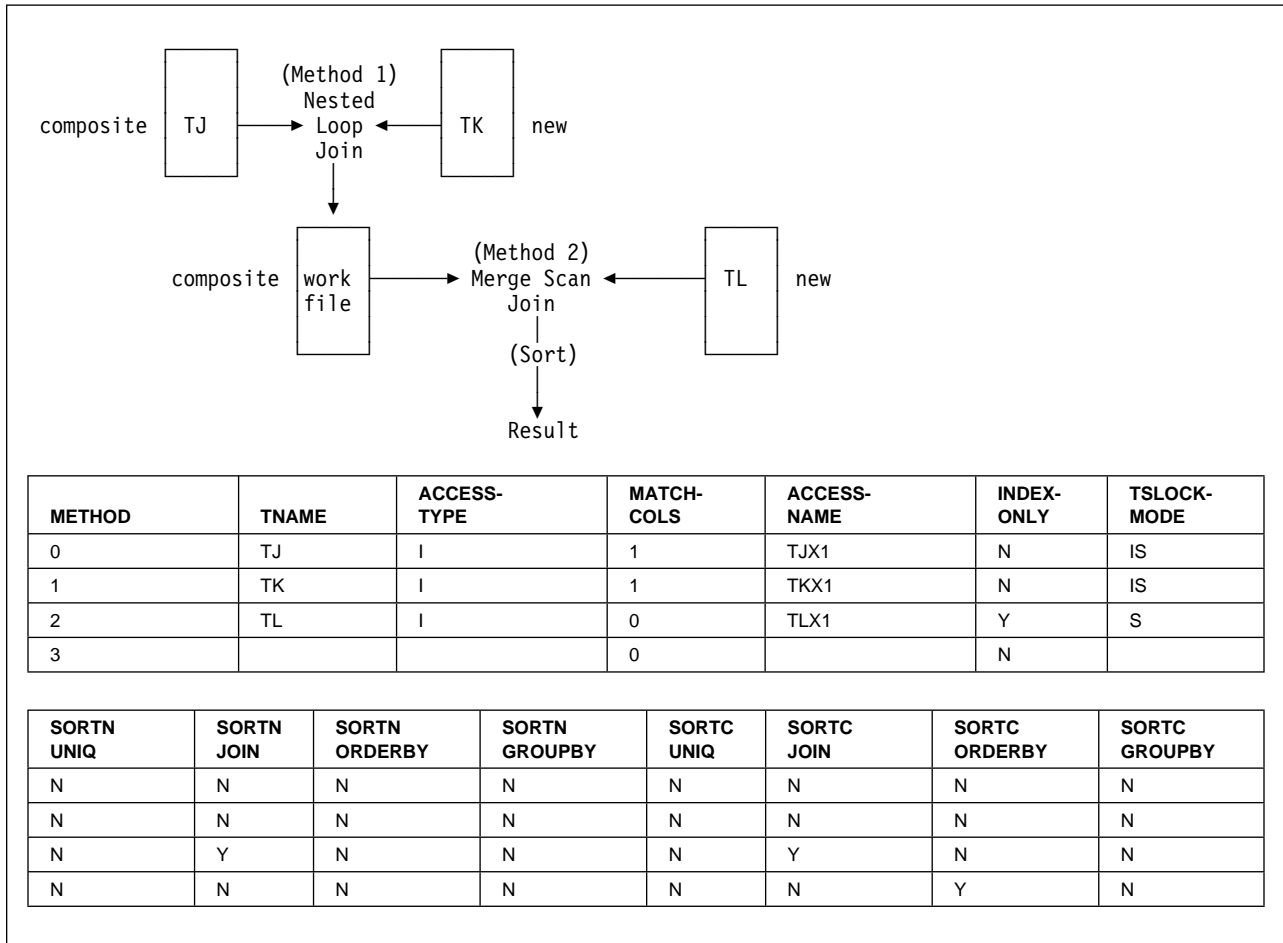 (Method 1)
Nested
composite TJ Loop TK new
Join
(Method 2)
composite work Merge Scan TL new
file Join
(Sort)
Result
METHOD TNAME ACCESS- TYPE MATCH- COLS ACCESS- NAME INDEX- ONLY TSLOCK- MODE
0 TJ I 1 TJX1 N IS
1 TK I 1 TKX1 N IS
2 TL I 0 TLX1 Y S
3 0 N
SORTN UNIQ SORTN JOIN SORTN ORDERBY SORTN GROUPBY SORTC UNIQ SORTC JOIN SORTC ORDERBY SORTC GROUPBY
N N N N N N N N
N N N N N N N N
N Y N N N Y N N
N N N N N N Y N